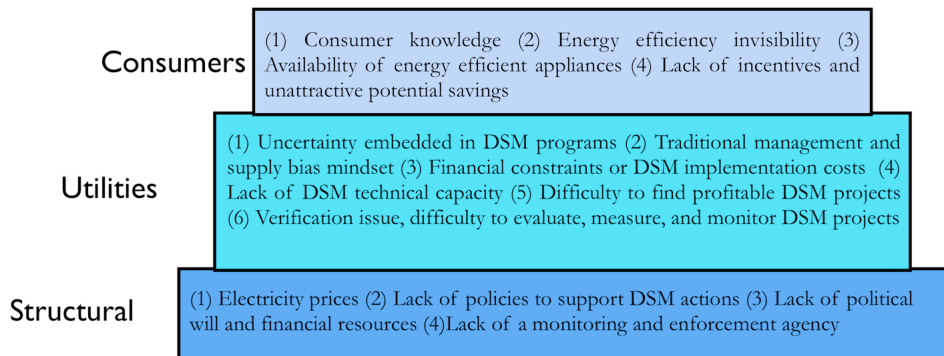 Consumers
(1) Consumer knowledge (2) Energy efficiency invisibility (3)
Availability of energy efficient appliances (4) Lack of incentives and
unattractive potential savings
Utilities
(1) Uncertainty embedded in DSM programs (2) Traditional management and
supply bias mindset (3) Financial constraints or DSM implementation costs (4)
Lack of DSM technical capacity (5) Difficulty to find profitable DSM projects
(6) Verification issue, difficulty to evaluate, measure, and monitor DSM projects
Structural
(1) Electricity prices (2) Lack of policies to support DSM actions (3) Lack of political
will and financial resources (4)Lack of a monitoring and enforcement agency